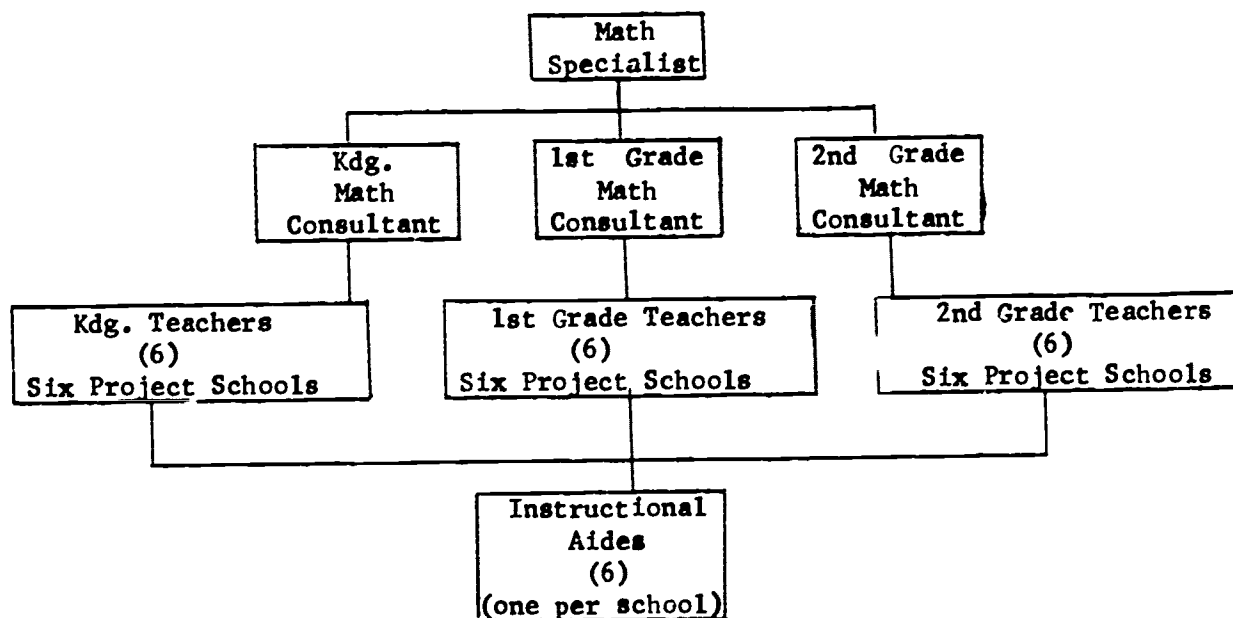 Math
Specialist
Kdg.
Math
Consultant
1st Grade
Math
Consultant
2nd Grade
Math
Consultant
Kdg. Teachers
(6)
Six Project Schools
1st Grade Teachers
(6)
Six Project Schools
2nd Grade Teachers
(6)
Six Project Schools
Instructional
Aides
(6)
(one per school)